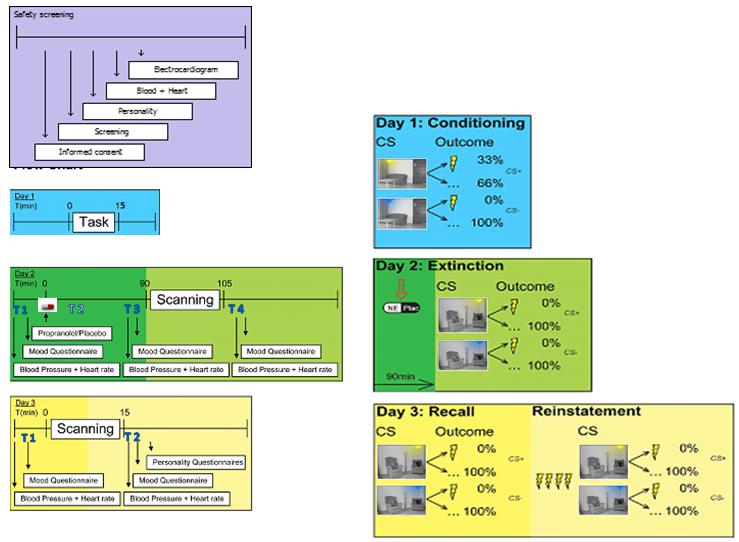 Safety screening
Electrocardiogram
Blood + Heart
Personality
Screening
Informed consent
Day 1
T(min) 0 15
Task
Day 2
T(min) 0 90 105
Scanning
T1 T2 T3 T4
Propranolol/Placebo
Mood Questionnaire Mood Questionnaire Mood Questionnaire
Blood Pressure + Heart rate Blood Pressure + Heart rate Blood Pressure + Heart rate
Day 3
T(min) 0 15
Scanning
T1 T2
Personality Questionnaires
Mood Questionnaire Mood Questionnaire
Blood Pressure + Heart rate Blood Pressure + Heart rate
Day 1: Conditioning
CS Outcome
33%
CS+
... 66%
0%
CS-
... 100%
Day 2: Extinction
CS Outcome
NE Plac
0%
CS+
... 100%
0%
CS-
... 100%
90min
Day 3: Recall Reinstatement
CS Outcome CS
0% 0%
CS+ CS+
... 100% ... 100%
0% 0%
CS- CS-
... 100% ... 100%